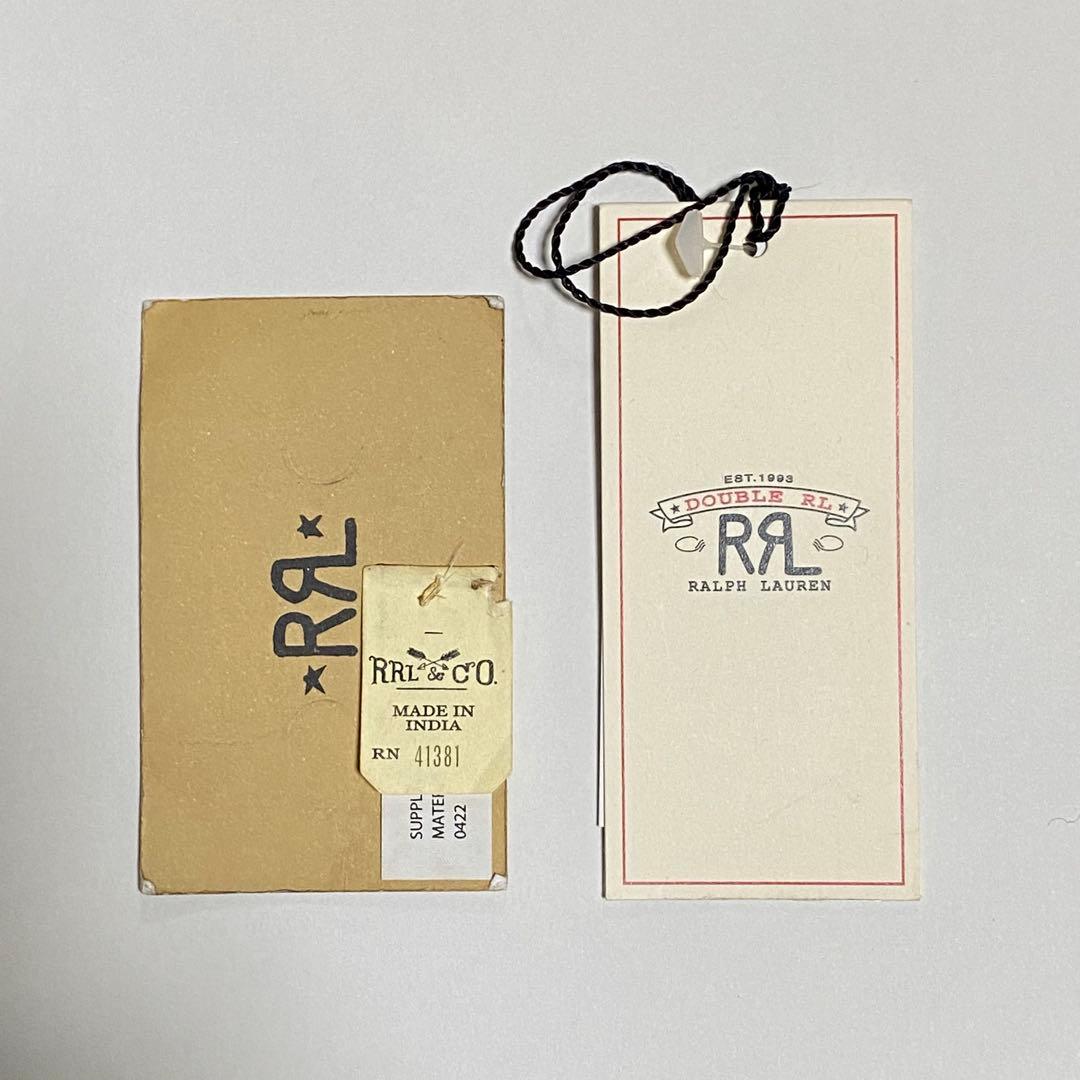 RRL
RRL & CO.
MADE IN
INDIA
RN 41381
SUPPL
MATER
0422
EST.1993
DOUBLE RL
RRL
RALPH LAUREN